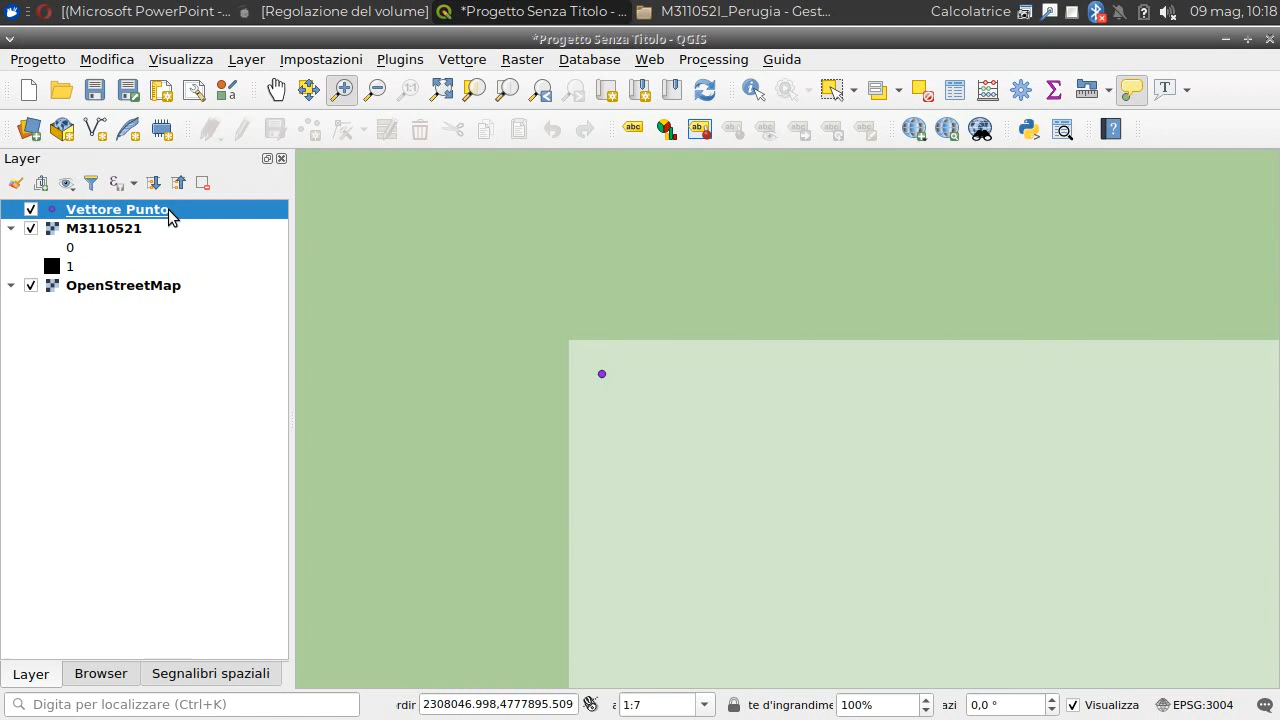 [(Microsoft PowerPoint -... [Regolazione del volume] *Progetto Senza Titolo - ... M3110521_Perugia - Gest... Calcolatrice 09 mag, 10:18
*Progetto Senza Titolo - QGIS
Progetto Modifica Visualizza Layer Impostazioni Plugins Vettore Raster Database Web Processing Guida
Layer
Vettore Punto
M3110521
0
1
OpenStreetMap
Layer Browser Segnalibri spaziali
Digita per localizzare (Ctrl+K) 2308046.998,4777895.509 1:7 te d'ingrandime 100% azi 0,0 ° Visualizza EPSG:3004